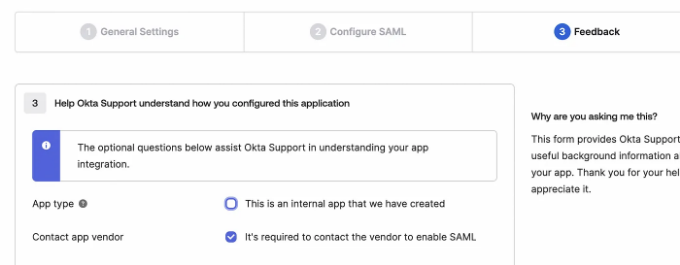 1 General Settings
2 Configure SAML
3 Feedback
3 Help Okta Support understand how you configured this application
The optional questions below assist Okta Support in understanding your app
integration.
App type
This is an internal app that we have created
Contact app vendor
It's required to contact the vendor to enable SAML
Why are you asking me this?
This form provides Okta Support
useful background information a
your app. Thank you for your hel
appreciate it.